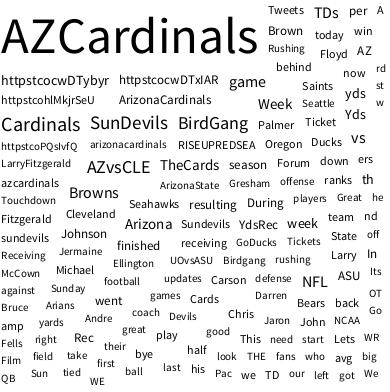 AZCardinals Tweets TDs per A
Brown today win
Rushing Floyd AZ
behind now rd
httpstcocwDTybyr httpstcocwDTxIAR game Saints yds st
httpstcohlMkjrSeU ArizonaCardinals Week Seattle w
Cardinals SunDevils BirdGang Palmer Ticket Yds
httpstcoPQslvfQ arizonacardinals RISEUPREDSEA Oregon Ducks vs
LarryFitzgerald AZvsCLE TheCards season Forum down ers
azcardinals ArizonaState Gresham offense ranks th
Touchdown Browns Seahawks resulting During players Great he
Fitzgerald Cleveland Arizona Sundevils YdsRec week team nd
sundevils Johnson finished receiving GoDucks Tickets State off
Receiving Jermaine Ellington UOvsASU Birdgang rushing Larry In
McCown Michael football updates Carson defense NFL ASU Its
against Sunday went games Cards Darren Bears back OT
Bruce Arians Andre coach Devils Chris Jaron John NCAA Go
amp yards great play good This need start Lets WR
Fells right Rec their bye half look THE fans who avg big
Film field take first
QB Sun tied WE ball last his Pac we TD our left got We